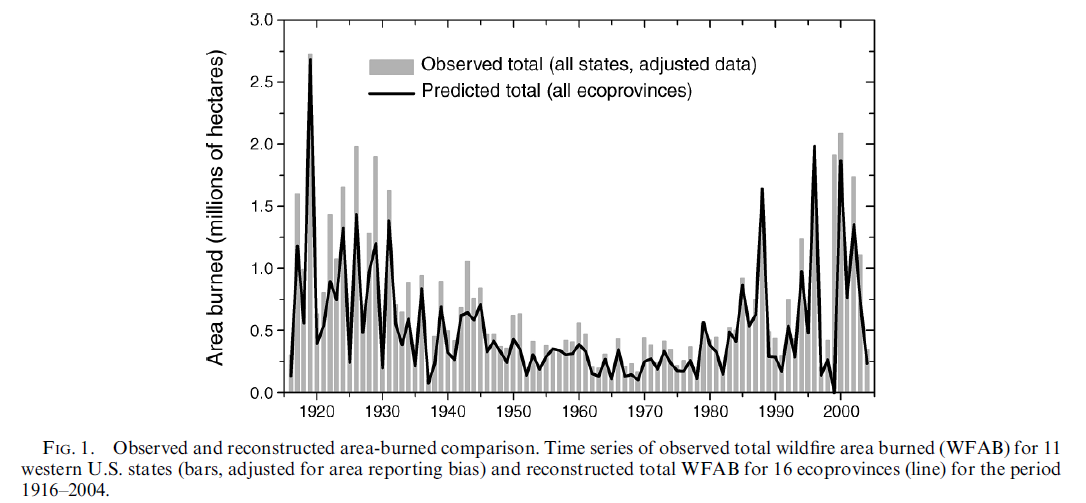 3.0
2.5
2.0
1.5
1.0
0.5
0.0
Area burned (millions of hectares)
Observed total (all states, adjusted data)
Predicted total (all ecoprovinces)
1920 1930 1940 1950 1960 1970 1980 1990 2000
FIG. 1. Observed and reconstructed area-burned comparison. Time series of observed total wildfire area burned (WFAB) for 11
western U.S. states (bars, adjusted for area reporting bias) and reconstructed total WFAB for 16 ecoprovinces (line) for the period
1916–2004.